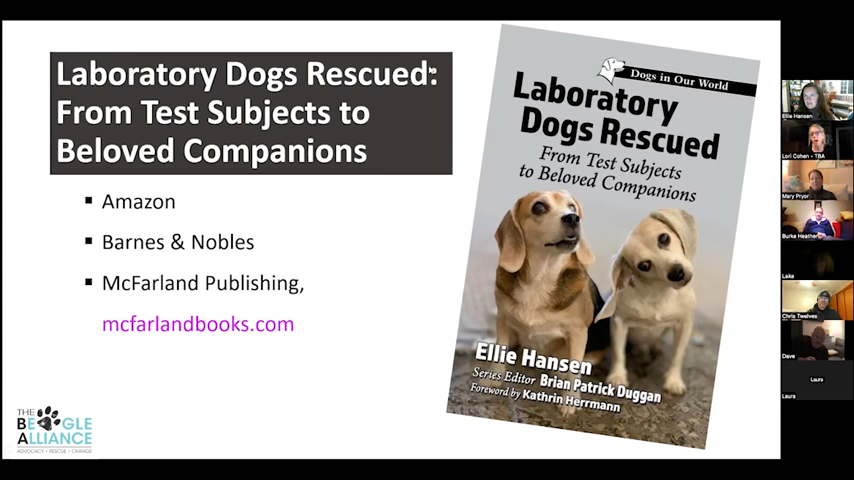 Laboratory Dogs Rescued:
From Test Subjects to
Beloved Companions
Amazon
Barnes & Nobles
McFarland Publishing,
mcfarlandbooks.com
Dogs in Our World
Laboratory
Dogs Rescued
From Test Subjects
to Beloved Companions
Ellie Hansen
Series Editor Brian Patrick Duggan
Foreword by Kathrin Herrmann
THE
BEAGLE
ALLIANCE
ADVOCACY • RESCUE • CHANGE
Ellie Hansen
Lori Cohen - TBA
Mary Pryor
Burke Heather
Lake
Chris Twelves
Dave
Laura
Laura